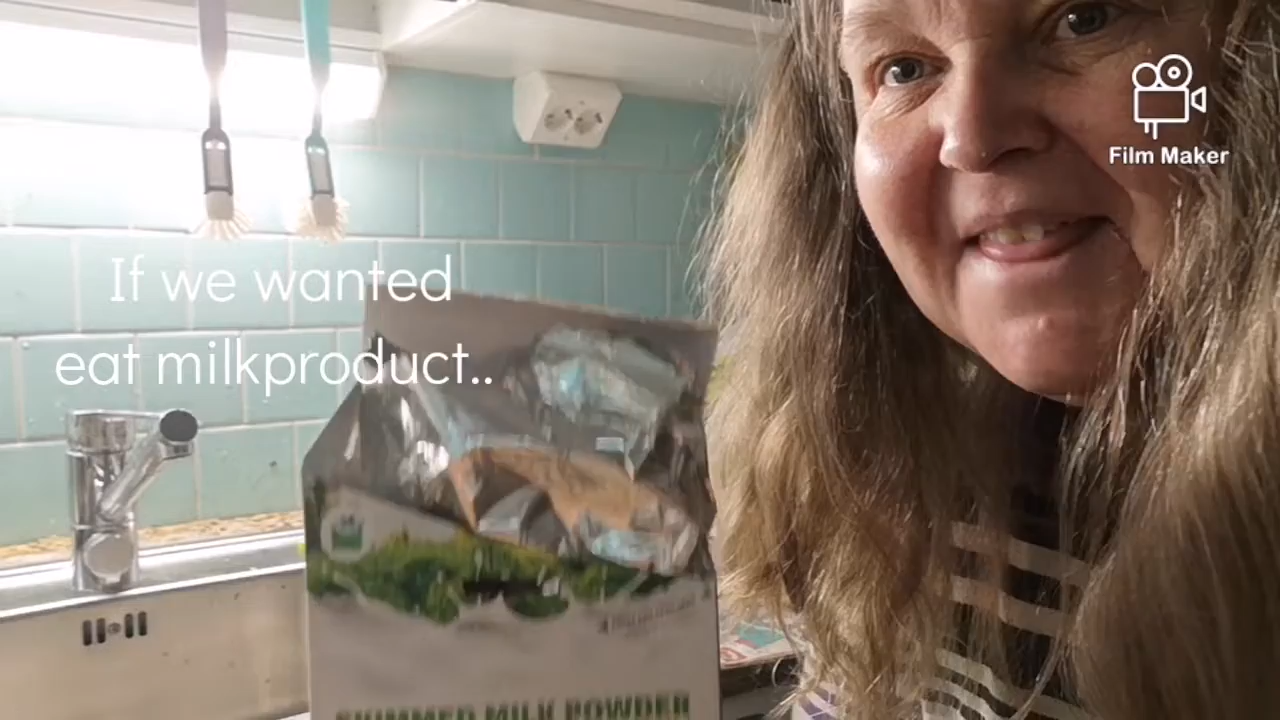 Film Maker
If we wanted
eat milkproduct..
SKIMMED MILK POWDER